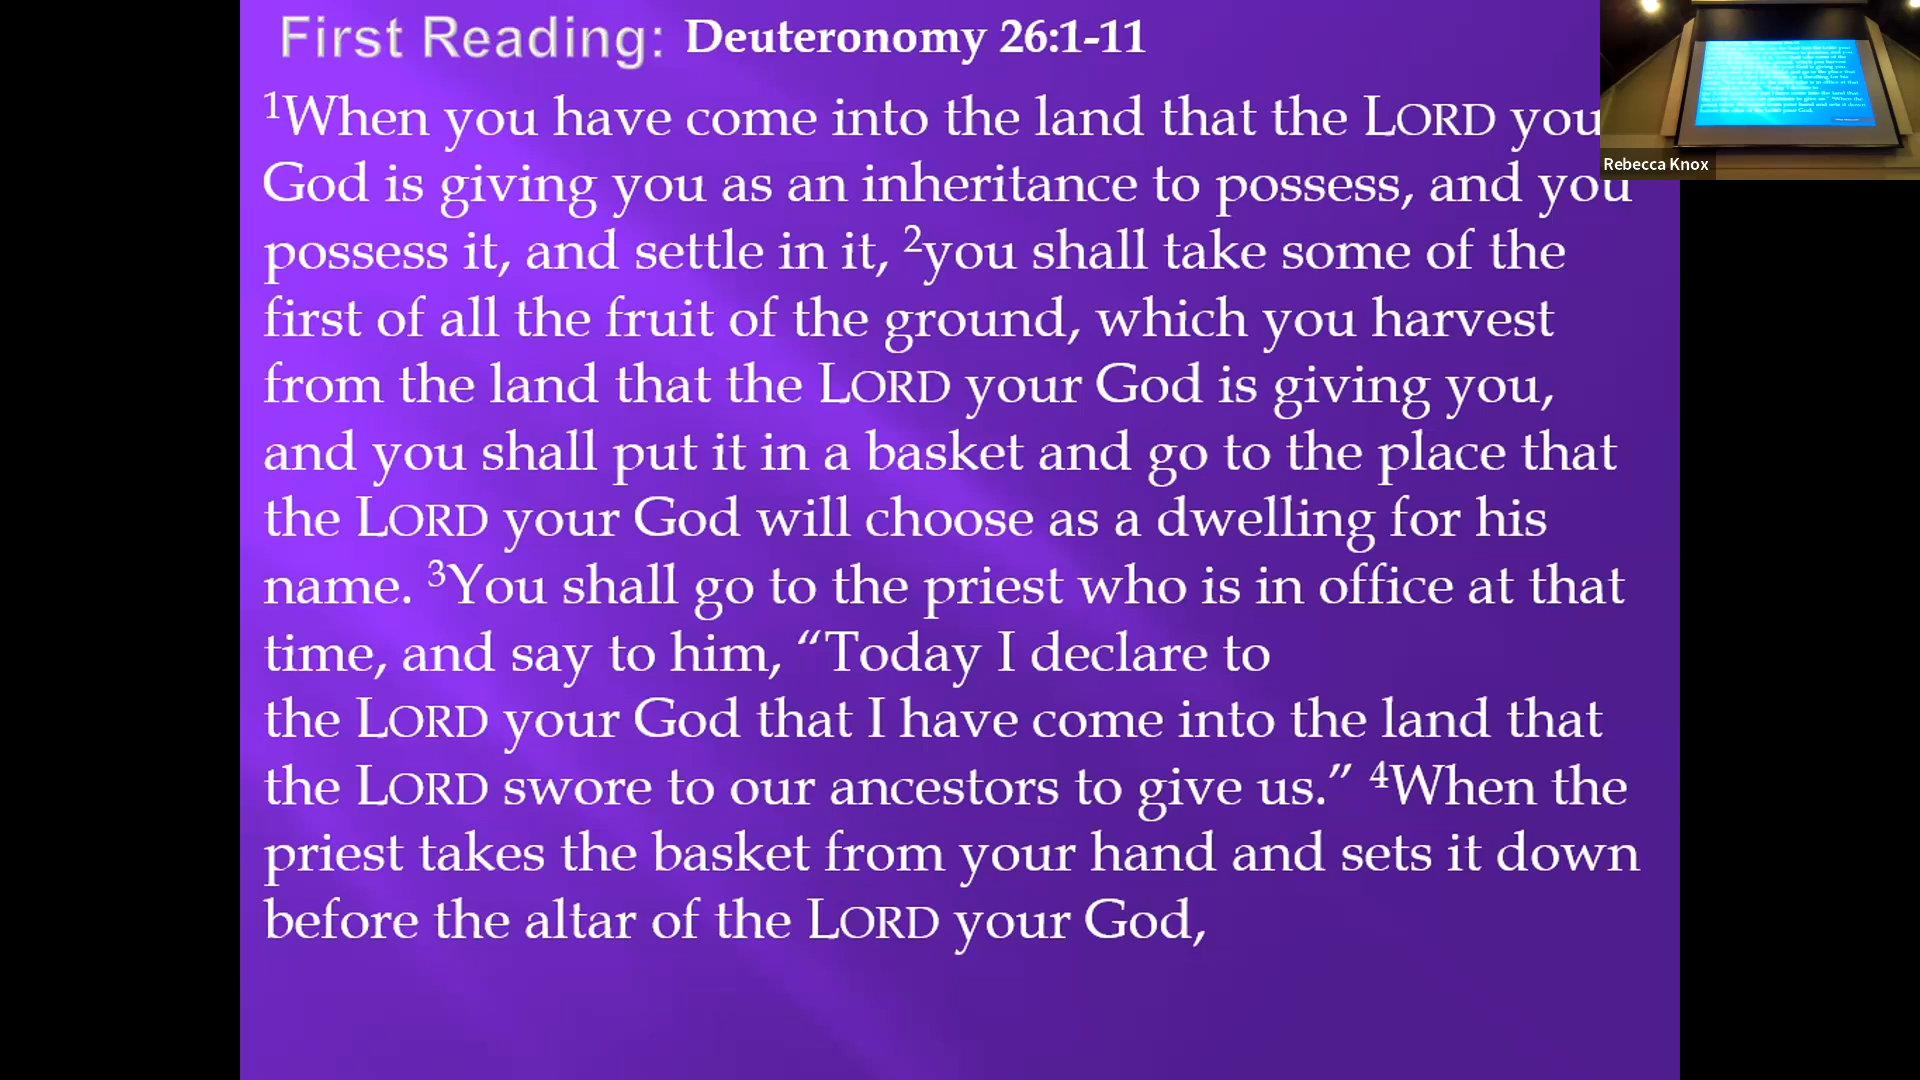 First Reading: Deuteronomy 26:1-11
¹When you have come into the land that the LORD you
God is giving you as an inheritance to possess, and you
possess it, and settle in it, ²you shall take some of the
first of all the fruit of the ground, which you harvest
from the land that the LORD your God is giving you,
and you shall put it in a basket and go to the place that
the LORD your God will choose as a dwelling for his
name. ³You shall go to the priest who is in office at that
time, and say to him, “Today I declare to
the LORD your God that I have come into the land that
the LORD swore to our ancestors to give us.” ⁴When the
priest takes the basket from your hand and sets it down
before the altar of the LORD your God,
Rebecca Knox